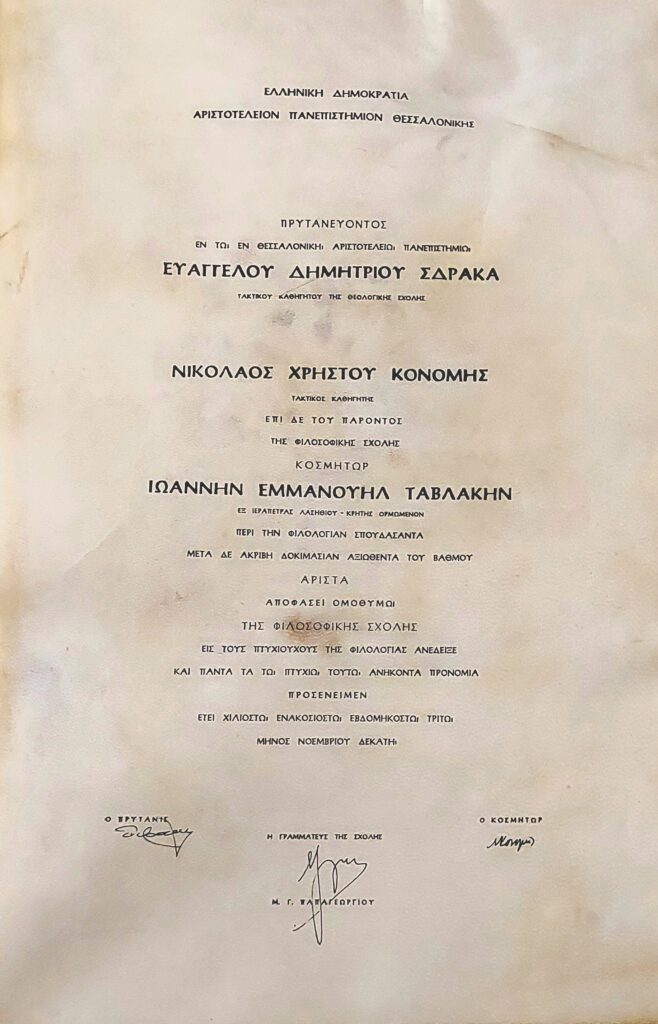 ΕΛΛΗΝΙΚΗ ΔΗΜΟΚΡΑΤΙΑ
ΑΡΙΣΤΟΤΕΛΕΙΟΝ ΠΑΝΕΠΙΣΤΗΜΙΟΝ ΘΕΣΣΑΛΟΝΙΚΗΣ
ΠΡΥΤΑΝΕΥΟΝΤΟΣ
ΕΝ ΤΩι ΕΝ ΘΕΣΣΑΛΟΝΙΚΗι ΑΡΙΣΤΟΤΕΛΕΙΩι ΠΑΝΕΠΙΣΤΗΜΙΩι
ΕΥΑΓΓΕΛΟΥ ΔΗΜΗΤΡΙΟΥ ΣΔΡΑΚΑ
ΤΑΚΤΙΚΟΥ ΚΑΘΗΓΗΤΟΥ ΤΗΣ ΘΕΟΛΟΓΙΚΗΣ ΣΧΟΛΗΣ
ΝΙΚΟΛΑΟΣ ΧΡΗΣΤΟΥ ΚΟΝΟΜΗΣ
ΤΑΚΤΙΚΟΣ ΚΑΘΗΓΗΤΗΣ
ΕΠΙ ΔΕ ΤΟΥ ΠΑΡΟΝΤΟΣ
ΤΗΣ ΦΙΛΟΣΟΦΙΚΗΣ ΣΧΟΛΗΣ
ΚΟΣΜΗΤΩΡ
ΙΩΑΝΝΗΝ ΕΜΜΑΝΟΥΗΛ ΤΑΒΛΑΚΗΝ
ΕΞ ΙΕΡΑΠΕΤΡΑΣ ΛΑΣΗΘΙΟΥ - ΚΡΗΤΗΣ ΟΡΜΩΜΕΝΟΝ
ΠΕΡΙ ΤΗΝ ΦΙΛΟΛΟΓΙΑΝ ΣΠΟΥΔΑΣΑΝΤΑ
ΜΕΤΑ ΔΕ ΑΚΡΙΒΗ ΔΟΚΙΜΑΣΙΑΝ ΑΞΙΩΘΕΝΤΑ ΤΟΥ ΒΑΘΜΟΥ
ΑΡΙΣΤΑ
ΑΠΟΦΑΣΕΙ ΟΜΟΘΥΜΩι
ΤΗΣ ΦΙΛΟΣΟΦΙΚΗΣ ΣΧΟΛΗΣ
ΕΙΣ ΤΟΥΣ ΠΤΥΧΙΟΥΧΟΥΣ ΤΗΣ ΦΙΛΟΛΟΓΙΑΣ ΑΝΕΔΕΙΞΕ
ΚΑΙ ΠΑΝΤΑ ΤΑ ΤΩι ΠΤΥΧΙΩι ΤΟΥΤΩι ΑΝΗΚΟΝΤΑ ΠΡΟΝΟΜΙΑ
ΠΡΟΣΕΝΕΙΜΕΝ
ΕΤΕΙ ΧΙΛΙΟΣΤΩι ΕΝΑΚΟΣΙΟΣΤΩι ΕΒΔΟΜΗΚΟΣΤΩι ΤΡΙΤΩι
ΜΗΝΟΣ ΝΟΕΜΒΡΙΟΥ ΔΕΚΑΤΗι
Ο ΠΡΥΤΑΝΙΣ
Ο ΚΟΣΜΗΤΩΡ
Η ΓΡΑΜΜΑΤΕΥΣ ΤΗΣ ΣΧΟΛΗΣ
Μ. Γ. ΠΑΠΑΓΕΩΡΓΙΟΥ